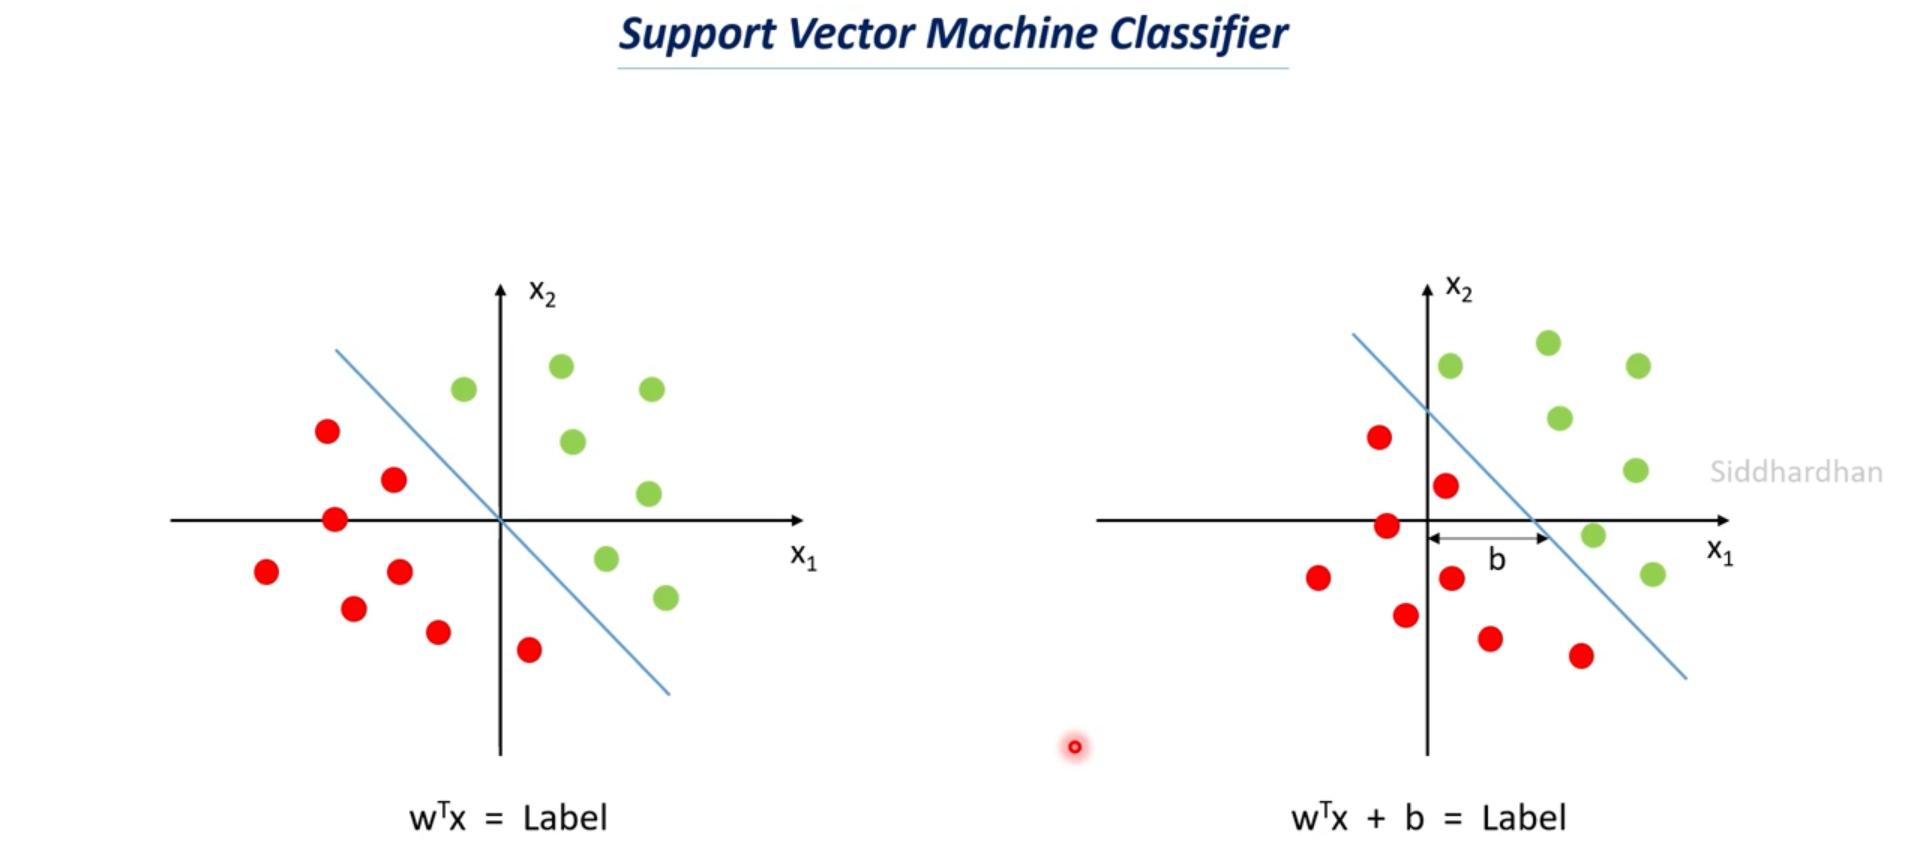 Support Vector Machine Classifier
x₂
x₂
Siddhardhan
x₁
b
x₁
wᵀx = Label
wᵀx + b = Label